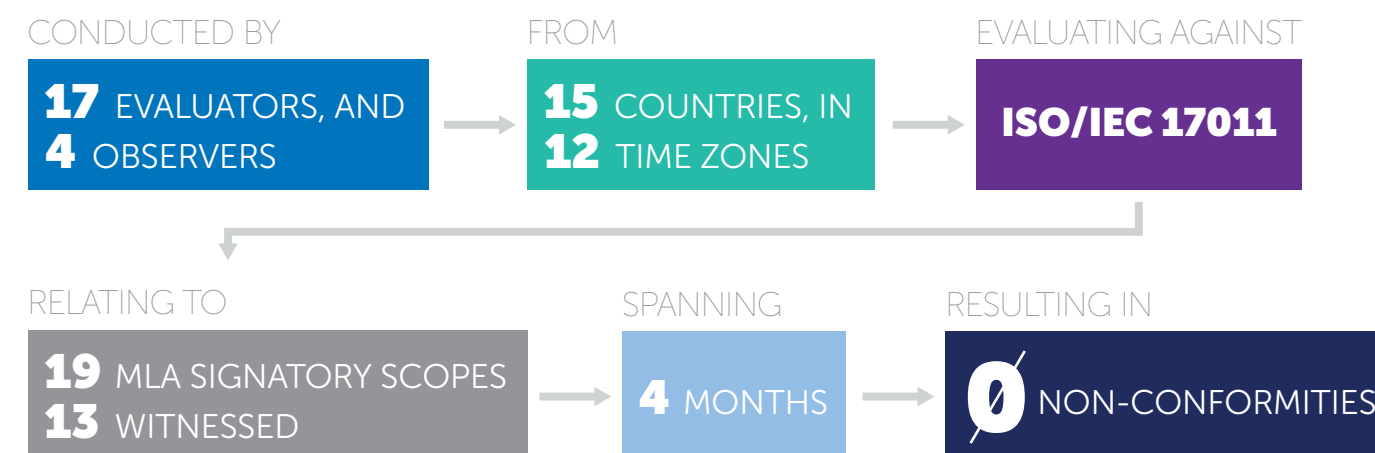 CONDUCTED BY
17 EVALUATORS, AND
4 OBSERVERS
FROM
15 COUNTRIES, IN
12 TIME ZONES
EVALUATING AGAINST
ISO/IEC 17011
RELATING TO
19 MLA SIGNATORY SCOPES
13 WITNESSED
SPANNING
4 MONTHS
RESULTING IN
0 NON-CONFORMITIES